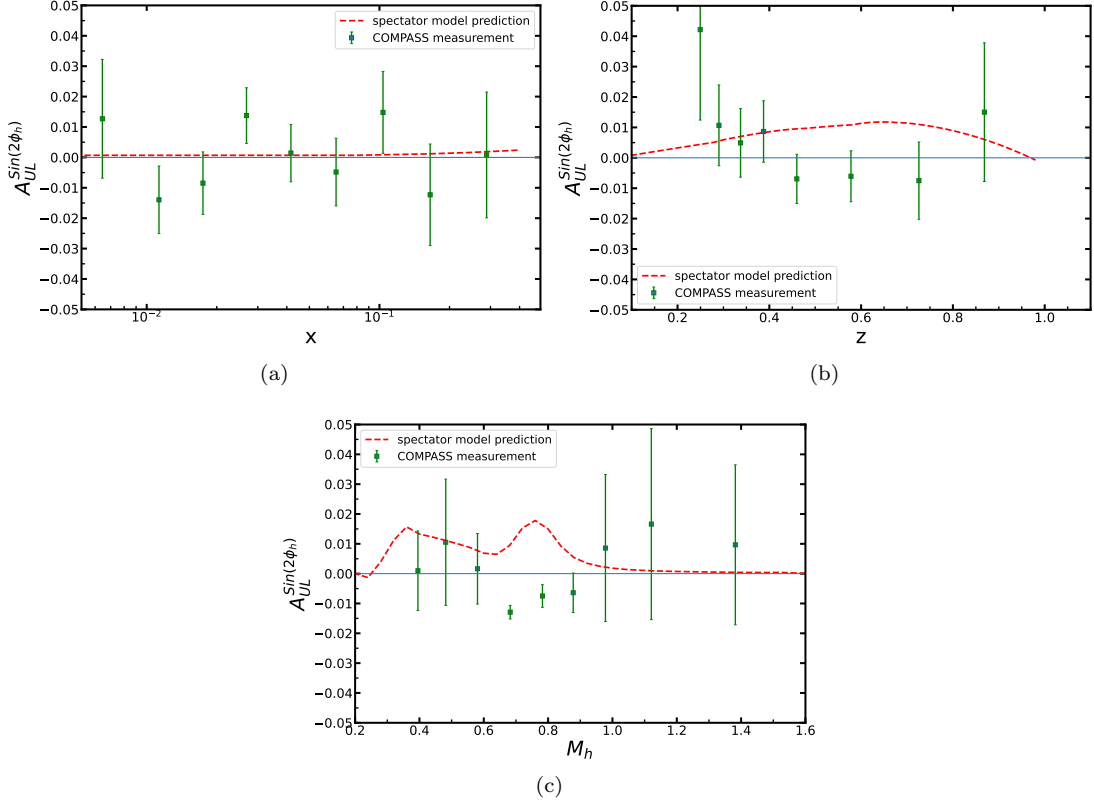 0.05
0.04
0.03
0.02
0.01
0.00
−0.01
−0.02
−0.03
−0.04
−0.05
A_{UL}^{Sin(2ϕ_h)}
spectator model prediction
COMPASS measurement
10^{−2}
10^{−1}
x
(a)
0.05
0.04
0.03
0.02
0.01
0.00
−0.01
−0.02
−0.03
−0.04
−0.05
A_{UL}^{Sin(2ϕ_h)}
spectator model prediction
COMPASS measurement
0.2 0.4 0.6 0.8 1.0
z
(b)
0.05
0.04
0.03
0.02
0.01
0.00
−0.01
−0.02
−0.03
−0.04
−0.05
A_{UL}^{Sin(2ϕ_h)}
spectator model prediction
COMPASS measurement
0.2 0.4 0.6 0.8 1.0 1.2 1.4 1.6
M_h
(c)